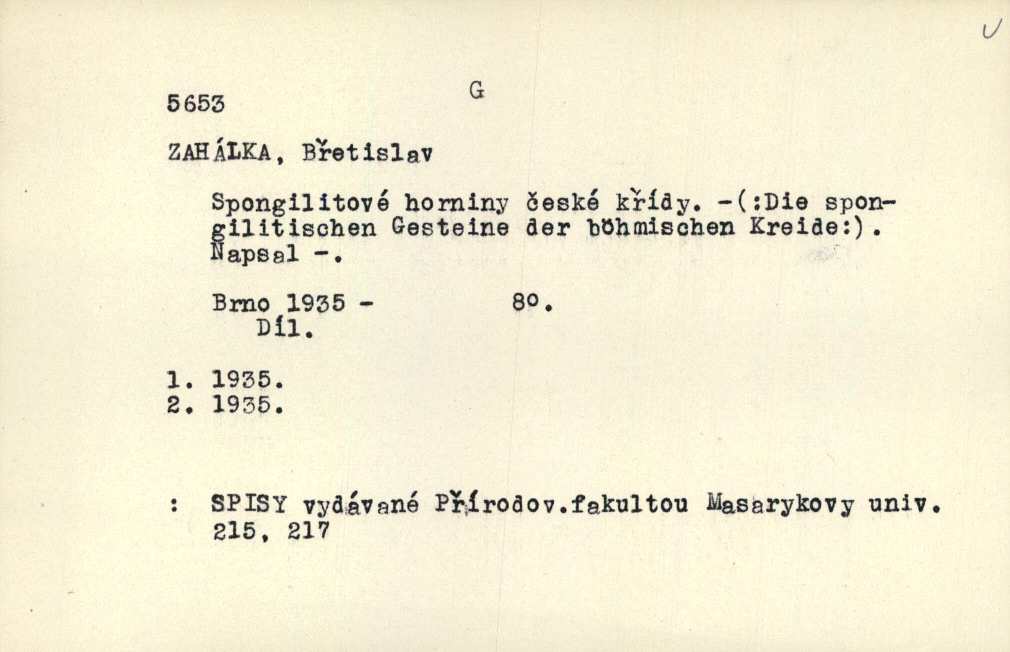 G
5653
ZAHÁLKA, Břetislav
Spongilitové horniny české křídy. -(:Die spon-
gilitischen Gesteine der böhmischen Kreide:).
Napsal -.
Brno 1935 - 8o.
Díl.
1. 1935.
2. 1935.
: SPISY vydávané Přírodov.fakultou Masarykovy univ.
215, 217